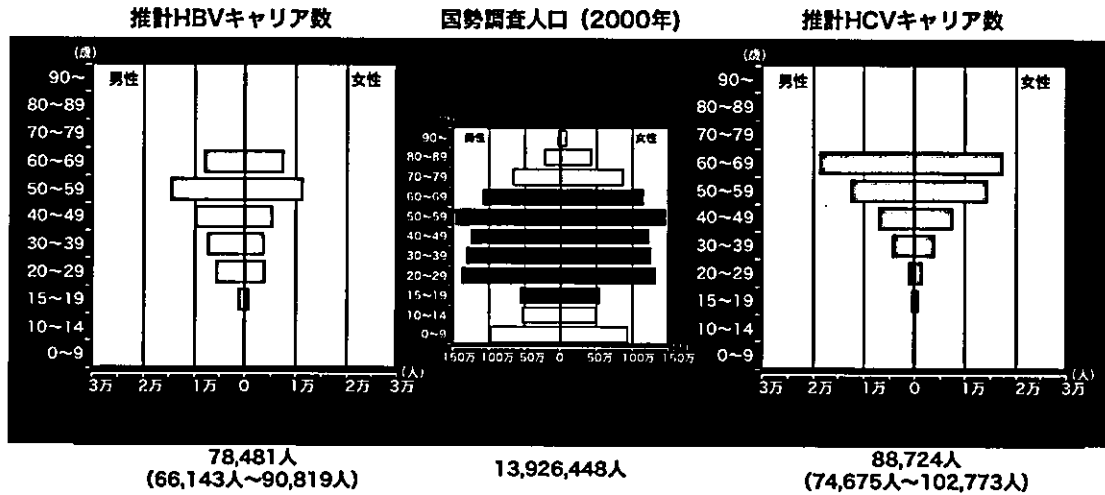 推計HBVキャリア数
(歳)
男性
女性
90～
80～89
70～79
60～69
50～59
40～49
30～39
20～29
15～19
10～14
0～9
3万 2万 1万 0 1万 2万 3万
(人)
78,481人
(66,143人～90,819人)
国勢調査人口（2000年）
男性
女性
90～
80～89
70～79
60～69
50～59
40～49
30～39
20～29
15～19
10～14
0～9
150万 100万 50万 0 50万 100万 150万
13,926,448人
推計HCVキャリア数
(歳)
男性
女性
90～
80～89
70～79
60～69
50～59
40～49
30～39
20～29
15～19
10～14
0～9
3万 2万 1万 0 1万 2万 3万
(人)
88,724人
(74,675人～102,773人)